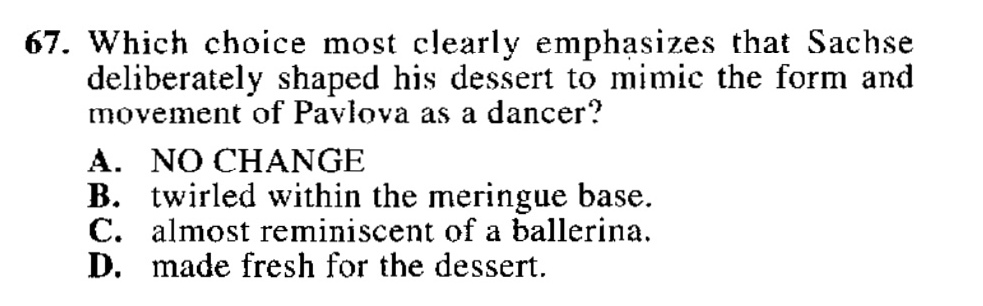 67. Which choice most clearly emphasizes that Sachse
deliberately shaped his dessert to mimic the form and
movement of Pavlova as a dancer?
A. NO CHANGE
B. twirled within the meringue base.
C. almost reminiscent of a ballerina.
D. made fresh for the dessert.